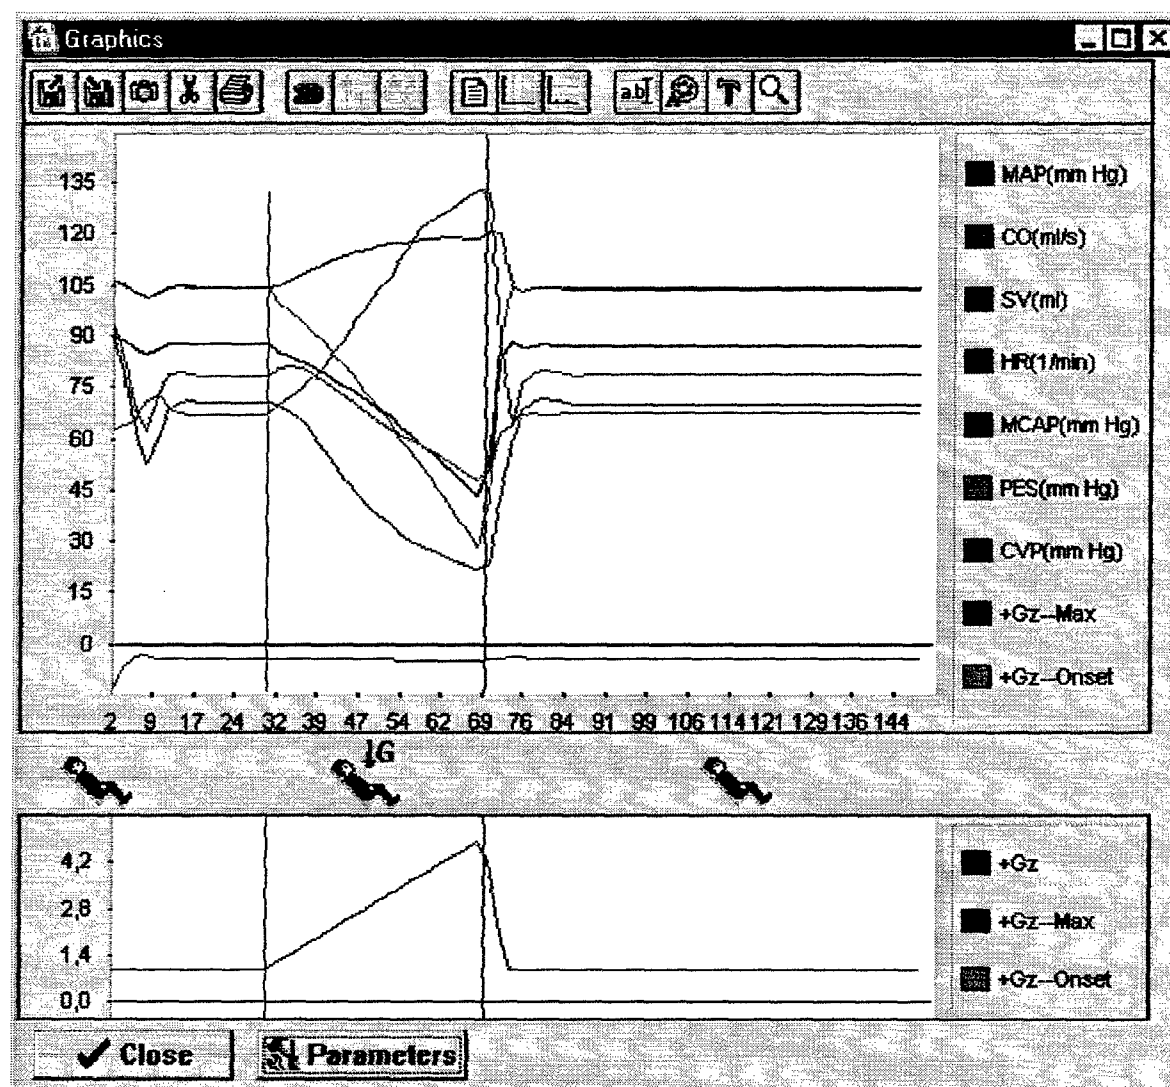 Graphics
ab
135
120
105
90
75
60
45
30
15
0
2 9 17 24 32 39 47 54 62 69 76 84 91 99 106 114 121 129 136 144
MAP(mm Hg)
CO(ml/s)
SV(ml)
HR(1/min)
MCAP(mm Hg)
PES(mm Hg)
CVP(mm Hg)
+Gz--Max
+Gz--Onset
G
4,2
2,8
1,4
0,0
+Gz
+Gz--Max
+Gz--Onset
Close
Parameters